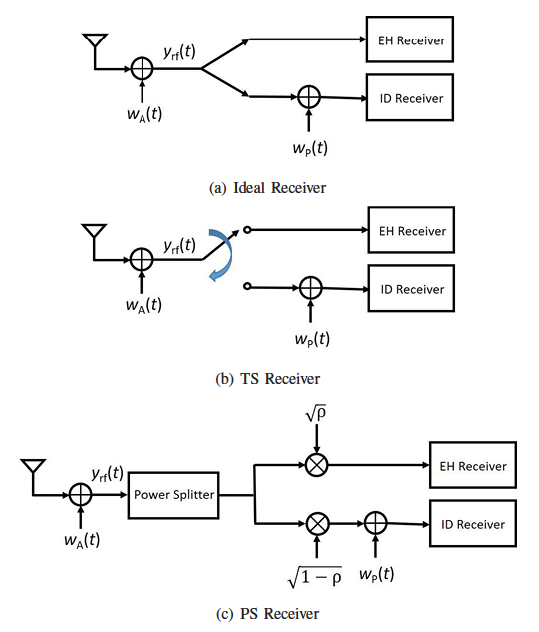 EH Receiver
y_rf(t)
ID Receiver
w_A(t)
w_P(t)
(a) Ideal Receiver
EH Receiver
y_rf(t)
ID Receiver
w_A(t)
w_P(t)
(b) TS Receiver
√ρ
EH Receiver
y_rf(t)
Power Splitter
ID Receiver
w_A(t)
√1 − ρ
w_P(t)
(c) PS Receiver